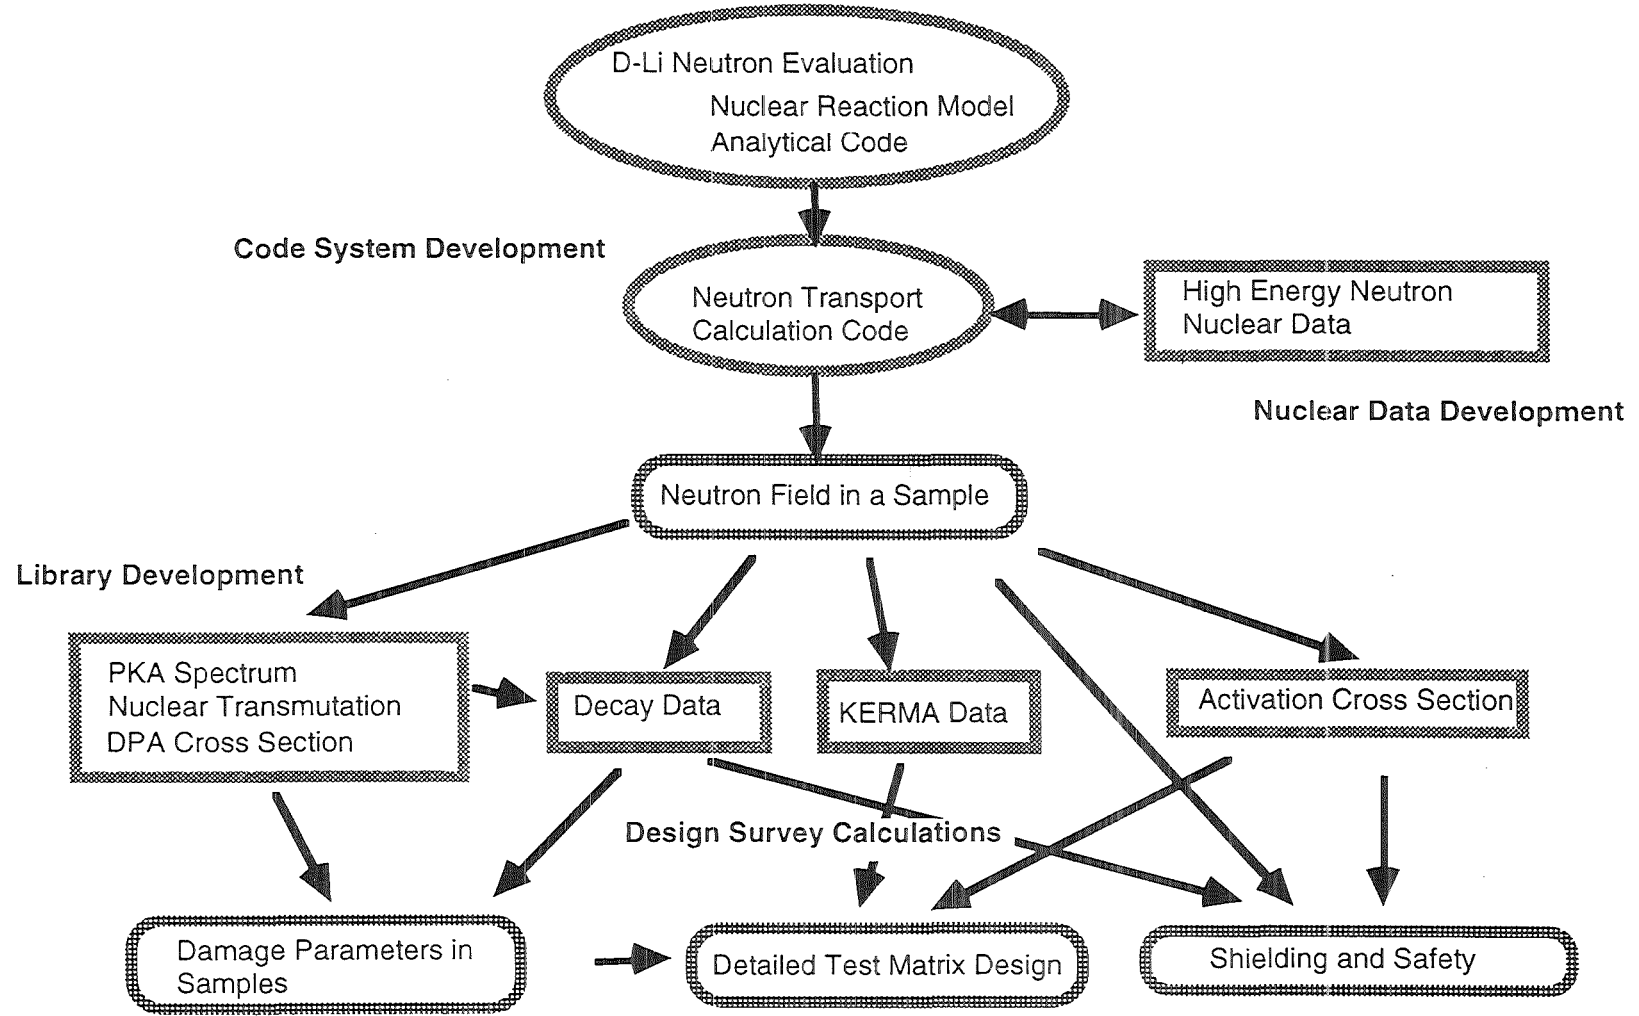 D-Li Neutron Evaluation
Nuclear Reaction Model
Analytical Code
Code System Development
Neutron Transport
Calculation Code
High Energy Neutron
Nuclear Data
Nuclear Data Development
Neutron Field in a Sample
Library Development
PKA Spectrum
Nuclear Transmutation
DPA Cross Section
Decay Data
KERMA Data
Activation Cross Section
Design Survey Calculations
Damage Parameters in
Samples
Detailed Test Matrix Design
Shielding and Safety